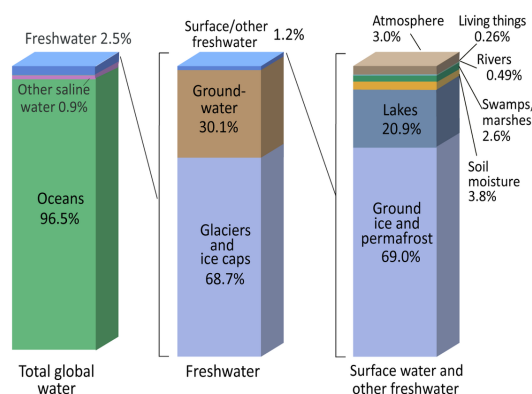 Freshwater 2.5%
Other saline
water 0.9%
Oceans
96.5%
Total global
water
Surface/other
freshwater
1.2%
Ground-
water
30.1%
Glaciers and
ice caps
68.7%
Freshwater
Atmosphere
3.0%
Living things
0.26%
Rivers
0.49%
Swamps,
marshes
2.6%
Soil
moisture
3.8%
Lakes
20.9%
Ground
ice and
permafrost
69.0%
Surface water and
other freshwater